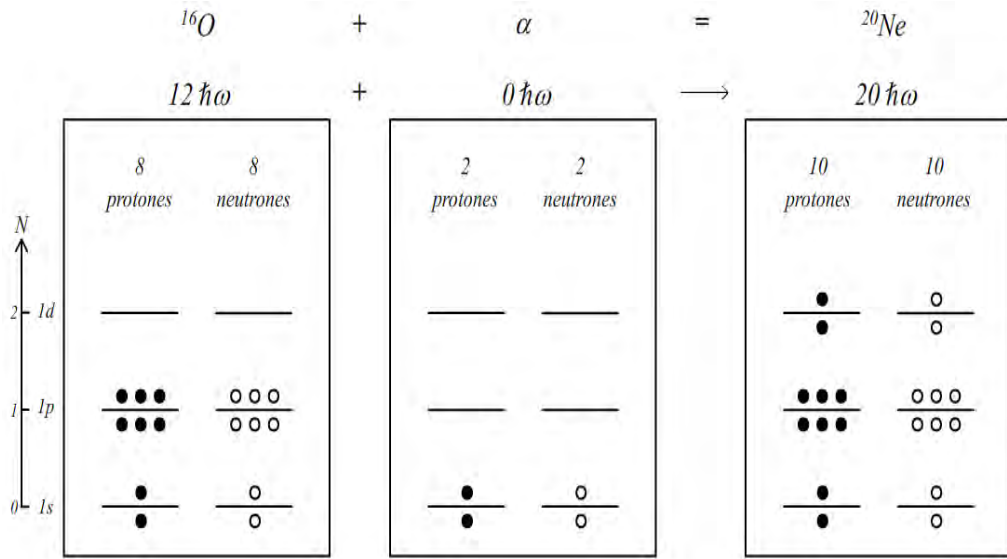 ¹⁶O + α = ²⁰Ne
12 ħω + 0 ħω → 20 ħω
8 8 2 2 10 10
protones neutrones protones neutrones protones neutrones
N
2 1d
1 1p
0 1s